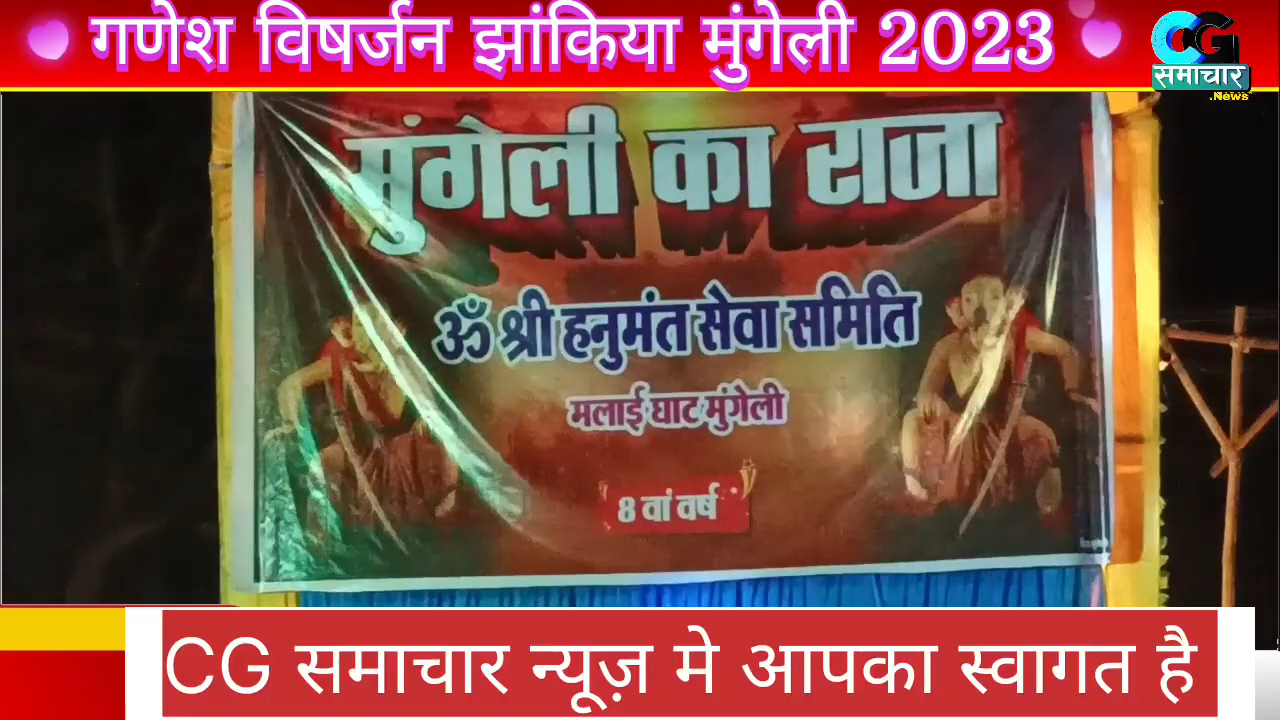 गणेश विषर्जन झांकिया मुंगेली 2023
CG
समाचार
.News
मुंगेली का राजा
ॐ श्री हनुमंत सेवा समिति
मलाई घाट मुंगेली
8 वां वर्ष
CG समाचार न्यूज़ मे आपका स्वागत है